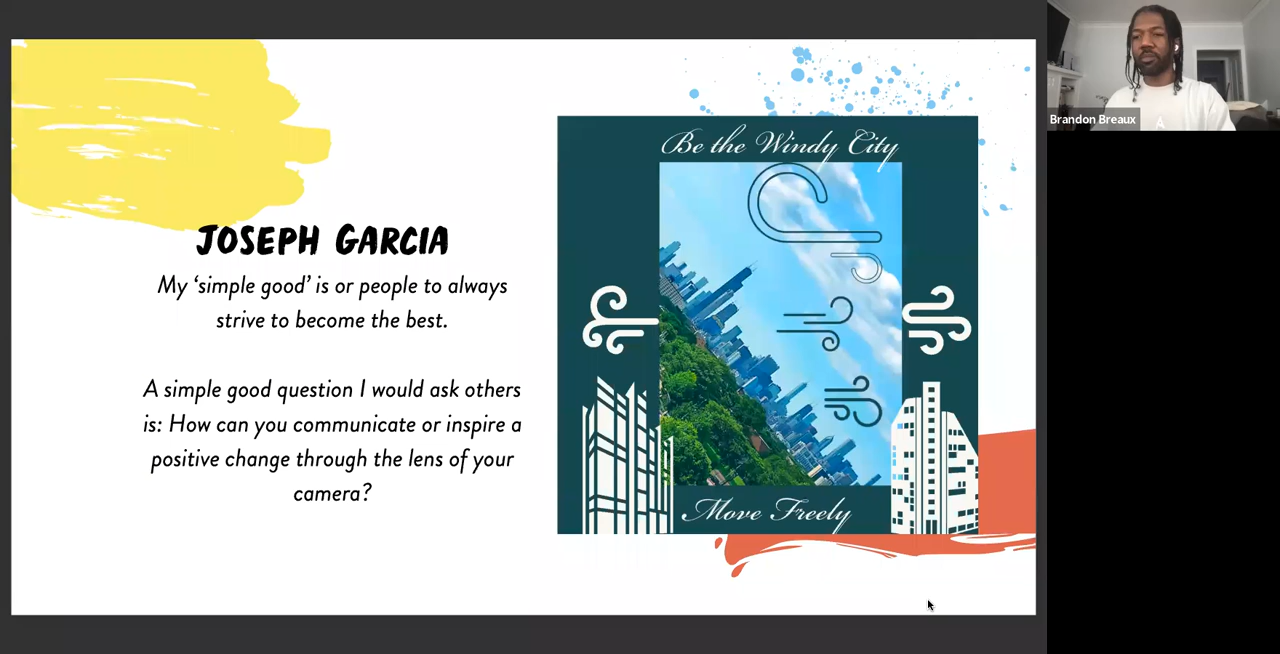 Be the Windy City
Brandon Breaux
JOSEPH GARCIA
My ‘simple good’ is or people to always
strive to become the best.
A simple good question I would ask others
is: How can you communicate or inspire a
positive change through the lens of your
camera?
Move Freely